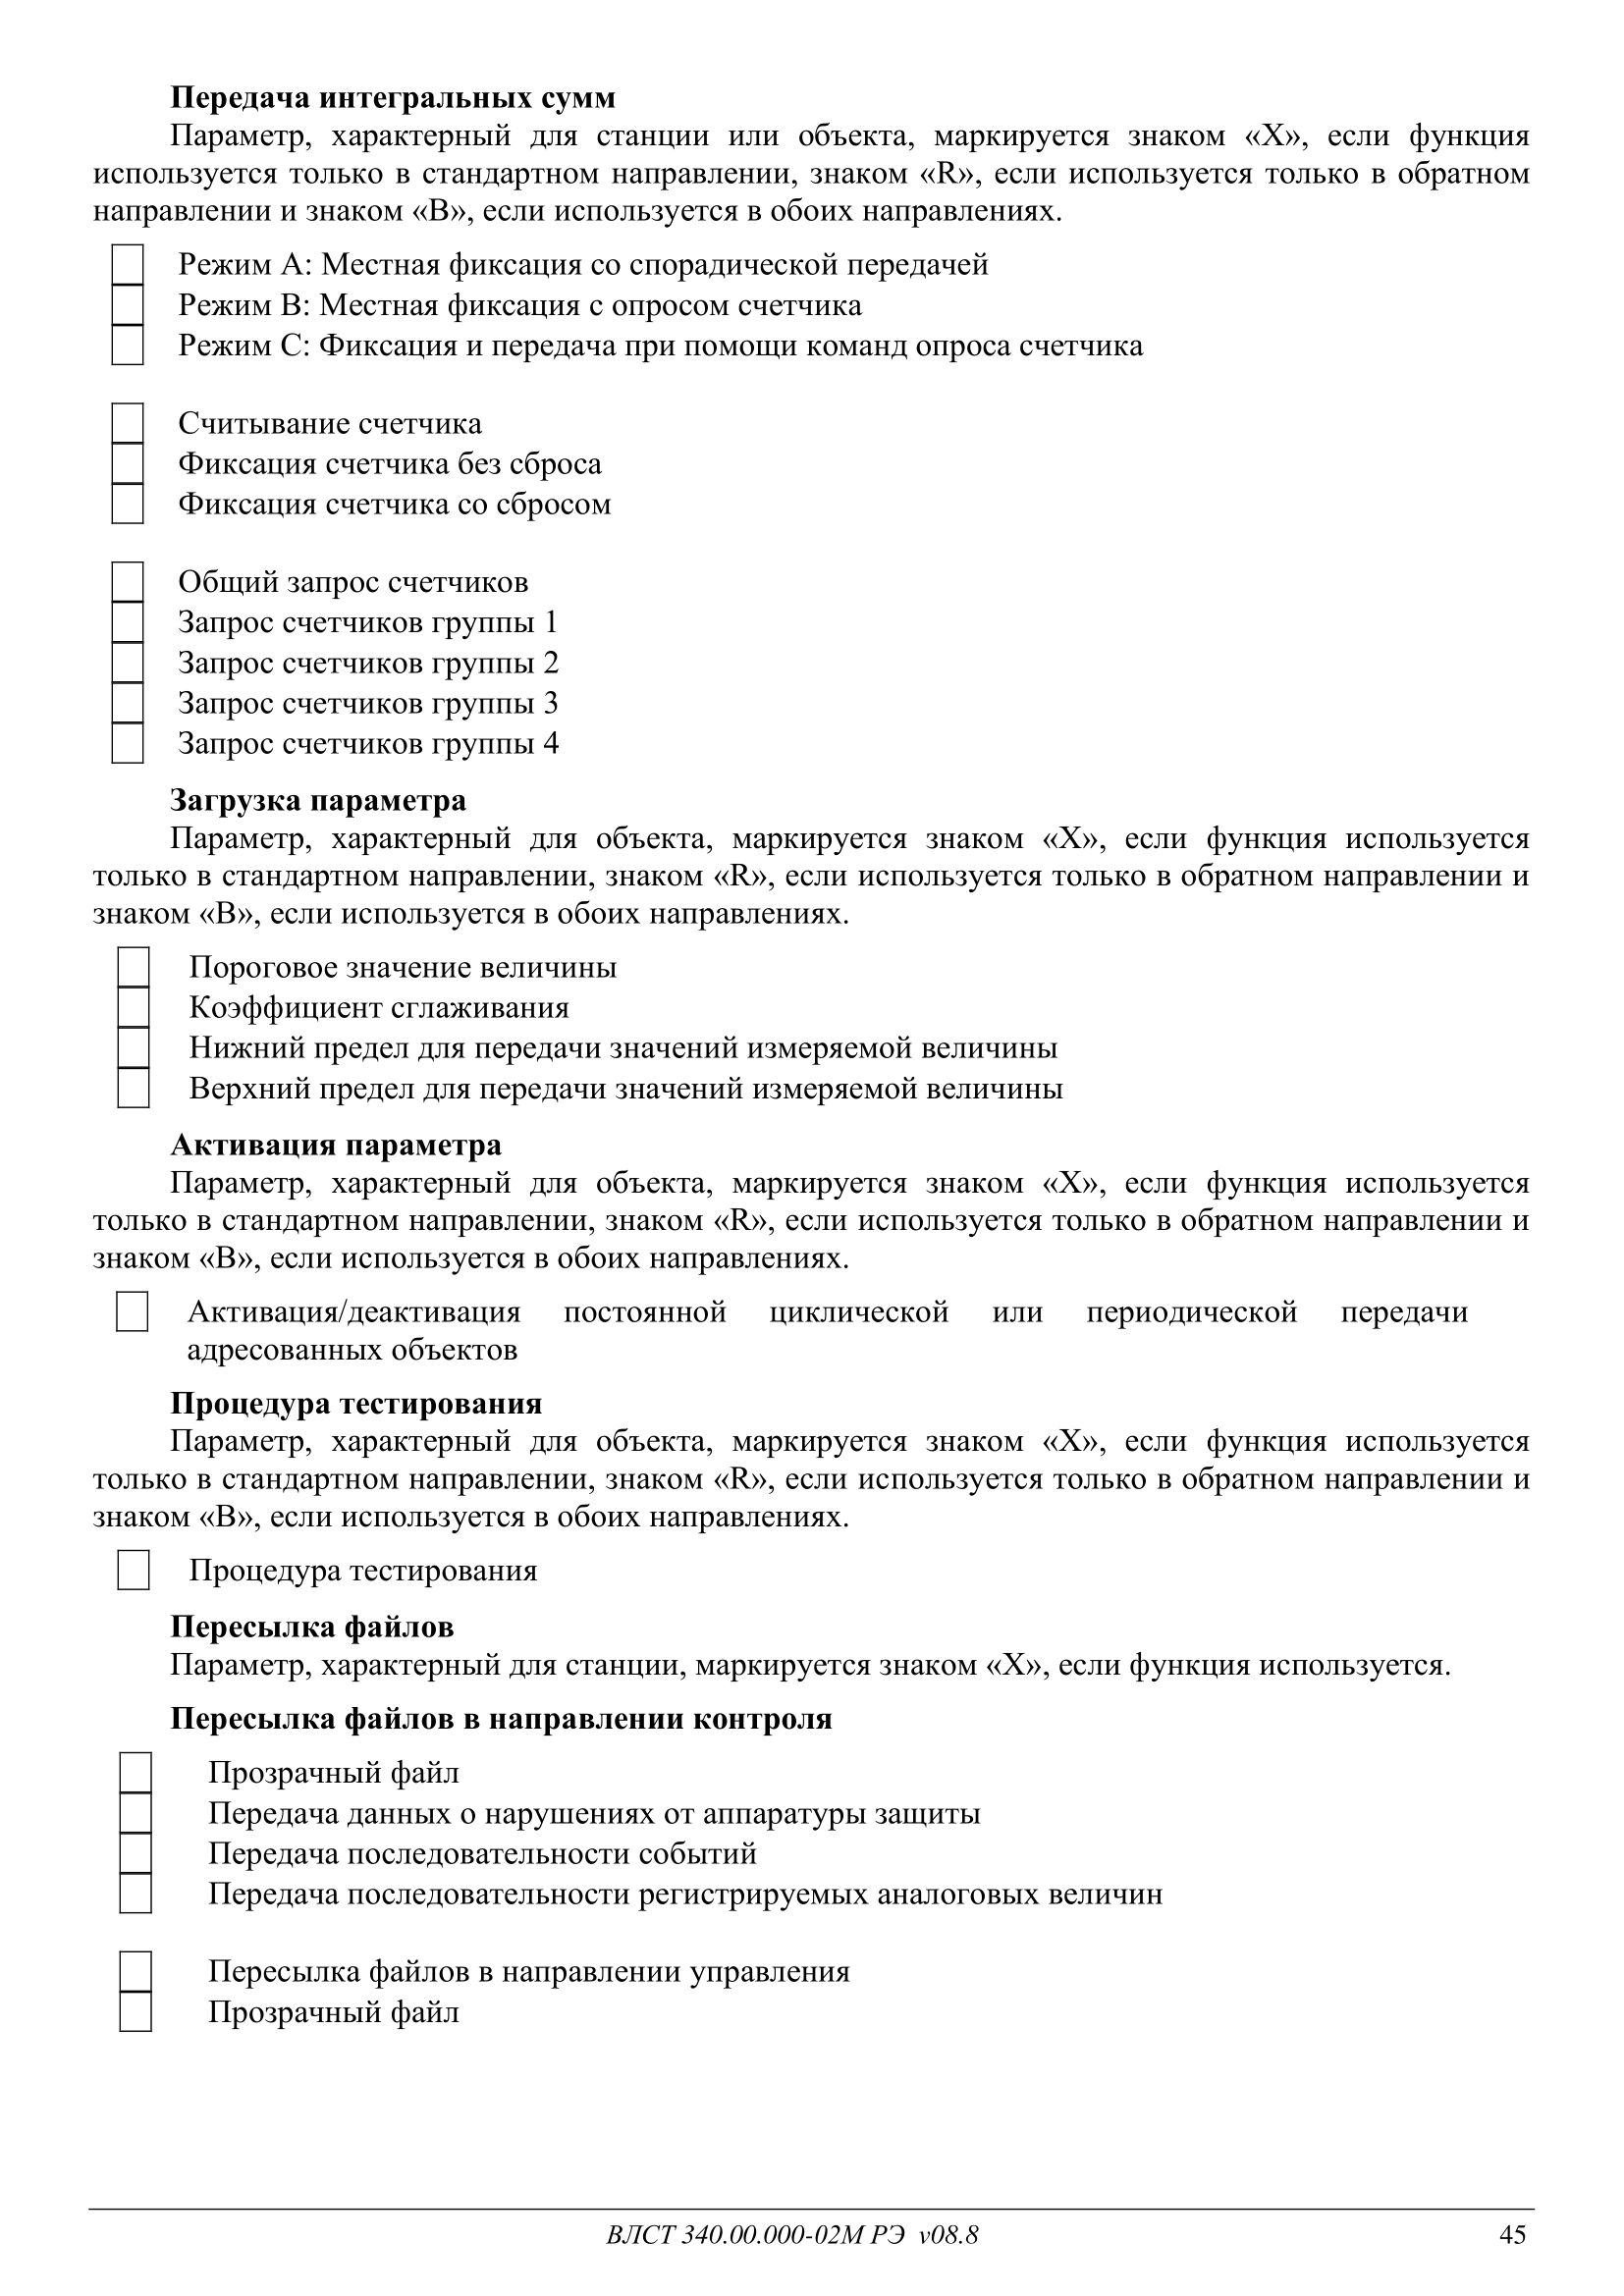 Передача интегральных сумм
Параметр, характерный для станции или объекта, маркируется знаком «X», если функция
используется только в стандартном направлении, знаком «R», если используется только в обратном
направлении и знаком «B», если используется в обоих направлениях.
Режим A: Местная фиксация со спорадической передачей
Режим B: Местная фиксация с опросом счетчика
Режим C: Фиксация и передача при помощи команд опроса счетчика
Считывание счетчика
Фиксация счетчика без сброса
Фиксация счетчика со сбросом
Общий запрос счетчиков
Запрос счетчиков группы 1
Запрос счетчиков группы 2
Запрос счетчиков группы 3
Запрос счетчиков группы 4
Загрузка параметра
Параметр, характерный для объекта, маркируется знаком «X», если функция используется
только в стандартном направлении, знаком «R», если используется только в обратном направлении и
знаком «B», если используется в обоих направлениях.
Пороговое значение величины
Коэффициент сглаживания
Нижний предел для передачи значений измеряемой величины
Верхний предел для передачи значений измеряемой величины
Активация параметра
Параметр, характерный для объекта, маркируется знаком «X», если функция используется
только в стандартном направлении, знаком «R», если используется только в обратном направлении и
знаком «B», если используется в обоих направлениях.
Активация/деактивация постоянной циклической или периодической передачи
адресованных объектов
Процедура тестирования
Параметр, характерный для объекта, маркируется знаком «X», если функция используется
только в стандартном направлении, знаком «R», если используется только в обратном направлении и
знаком «B», если используется в обоих направлениях.
Процедура тестирования
Пересылка файлов
Параметр, характерный для станции, маркируется знаком «X», если функция используется.
Пересылка файлов в направлении контроля
Прозрачный файл
Передача данных о нарушениях от аппаратуры защиты
Передача последовательности событий
Передача последовательности регистрируемых аналоговых величин
Пересылка файлов в направлении управления
Прозрачный файл
ВЛСТ 340.00.000-02М РЭ v08.8
45